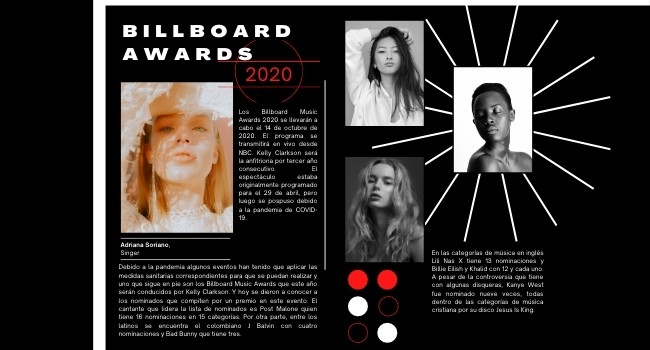 BILLBOARD
AWARDS
2020
Los Billboard Music
Awards 2020 se llevarán a
cabo el 14 de octubre de
2020. El programa se
transmitirá en vivo desde
NBC. Kelly Clarkson será
la anfitriona por tercer año
consecutivo. El
espectáculo estaba
originalmente programado
para el 29 de abril, pero
luego se pospuso debido
a la pandemia de COVID-
19.
Adriana Soriano,
Singer
Debido a la pandemia algunos eventos han tenido que aplicar las
medidas sanitarias correspondientes para que se puedan realizar y
uno que sigue en pie son los Billboard Music Awards que este año
serán conducidos por Kelly Clarkson. Y hoy se dieron a conocer a
los nominados que compiten por un premio en este evento. El
cantante que lidera la lista de nominados es Post Malone quien
tiene 16 nominaciones en 15 categorías. Por otra parte, entre los
latinos se encuentra el colombiano J Balvin con cuatro
nominaciones y Bad Bunny que tiene tres.
En las categorías de música en inglés
Lili Nas X tiene 13 nominaciones y
Billie Eilish y Khalid con 12 y cada uno.
A pesar de la controversia que tiene
con algunas disqueras, Kanye West
fue nominado nueve veces, todas
dentro de las categorías de música
cristiana por su disco Jesus Is King.